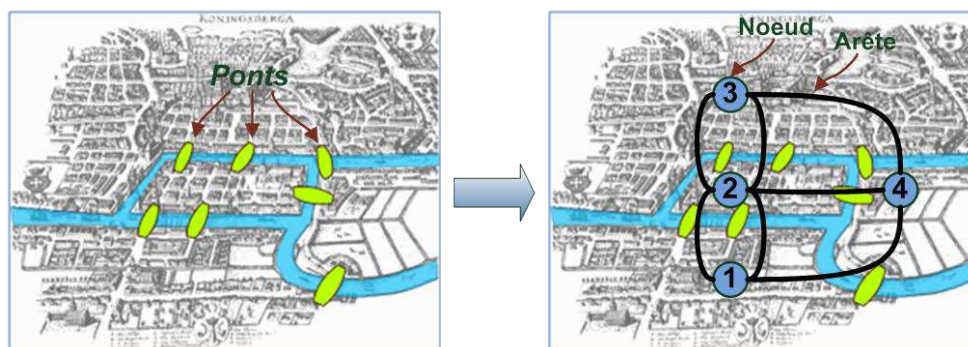 KONINGSBERGA
Ponts
KONINGSBERGA
Noeud
Arête
3
2
4
1